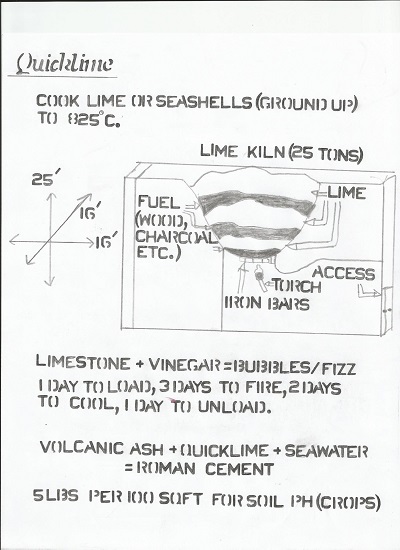 Quicklime
COOK LIME OR SEASHELLS (GROUND UP)
TO 825°C.
LIME KILN (25 TONS)
25'
16'
16'
FUEL
(WOOD,
CHARCOAL
ETC.)
LIME
ACCESS
TORCH
IRON BARS
LIMESTONE + VINEGAR = BUBBLES/FIZZ
1 DAY TO LOAD, 3 DAYS TO FIRE, 2 DAYS
TO COOL, 1 DAY TO UNLOAD.
VOLCANIC ASH + QUICKLIME + SEAWATER
= ROMAN CEMENT
5 LBS PER 100 SQFT FOR SOIL PH (CROPS)